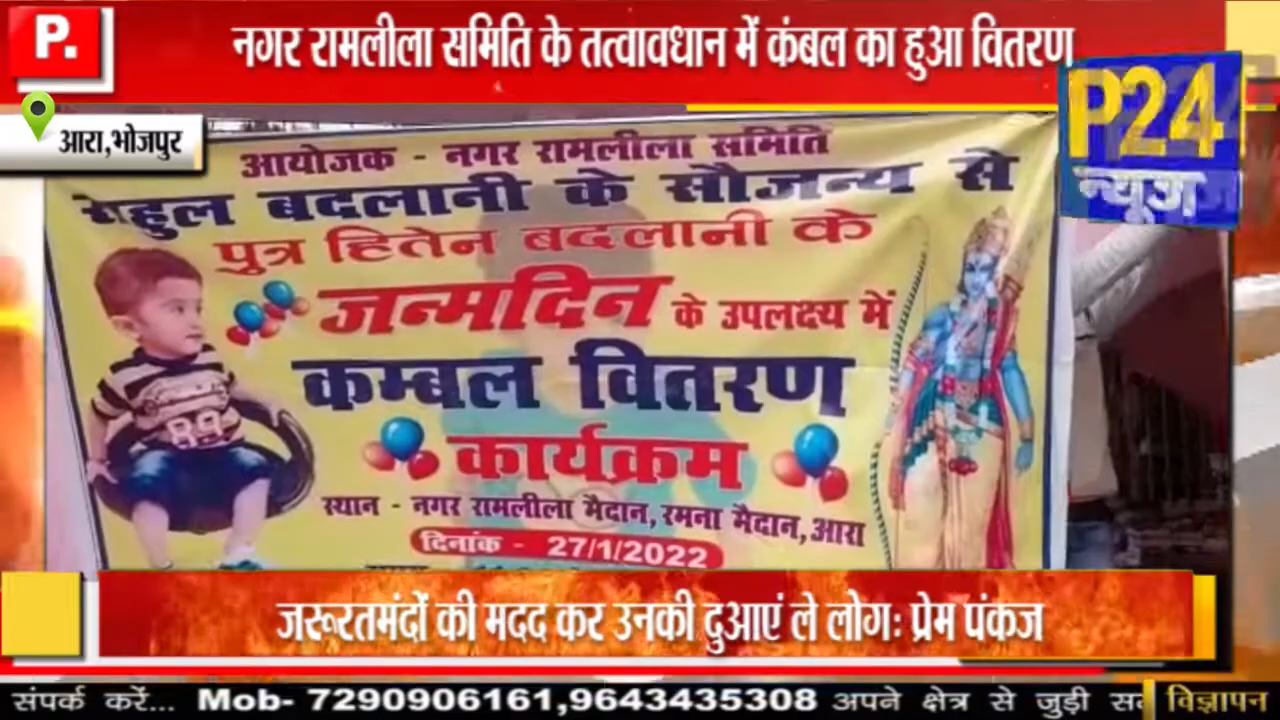 P.
नगर रामलीला समिति के तत्वावधान में कंबल का हुआ वितरण
P24
न्यूज
आरा,भोजपुर
आयोजक - नगर रामलीला समिति
राहुल बदलानी के सौजन्य से
पुत्र हितेन बदलानी के
जन्मदिन के उपलक्ष्य में
कम्बल वितरण
कार्यक्रम
स्थान - नगर रामलीला मैदान, रमना मैदान, आरा
दिनांक - 27/1/2022
जरूरतमंदों की मदद कर उनकी दुआएं ले लोग: प्रेम पंकज
संपर्क करें... Mob- 7290906161,9643435308 अपने क्षेत्र से जुड़ी विज्ञापन